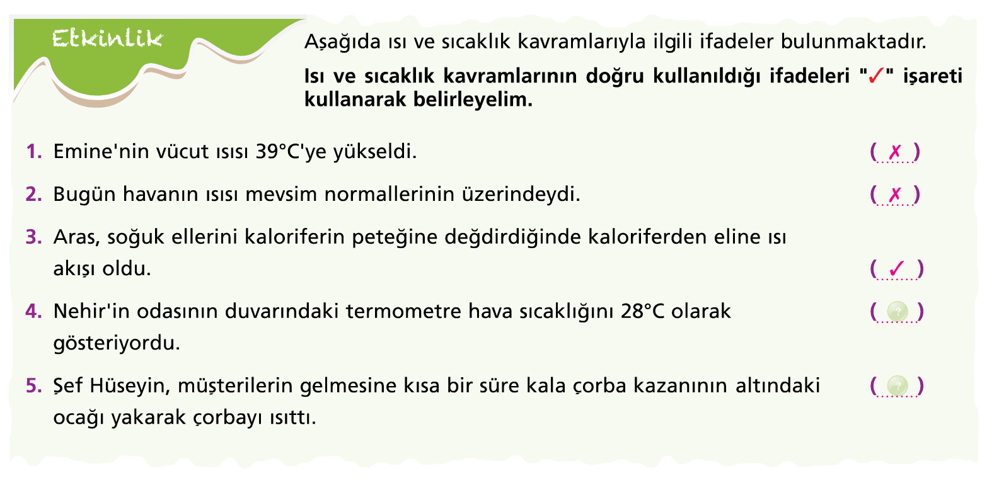 Etkinlik
Aşağıda ısı ve sıcaklık kavramlarıyla ilgili ifadeler bulunmaktadır.
Isı ve sıcaklık kavramlarının doğru kullanıldığı ifadeleri "✓" işareti
kullanarak belirleyelim.
1. Emine'nin vücut ısısı 39°C'ye yükseldi. (✗)
2. Bugün havanın ısısı mevsim normallerinin üzerindeydi. (✗)
3. Aras, soğuk ellerini kaloriferin peteğine değdirdiğinde kaloriferden eline ısı
akışı oldu. (✓)
4. Nehir'in odasının duvarındaki termometre hava sıcaklığını 28°C olarak (?)
gösteriyordu.
5. Şef Hüseyin, müşterilerin gelmesine kısa bir süre kala çorba kazanının altındaki (?)
ocağı yakarak çorbayı ısıttı.